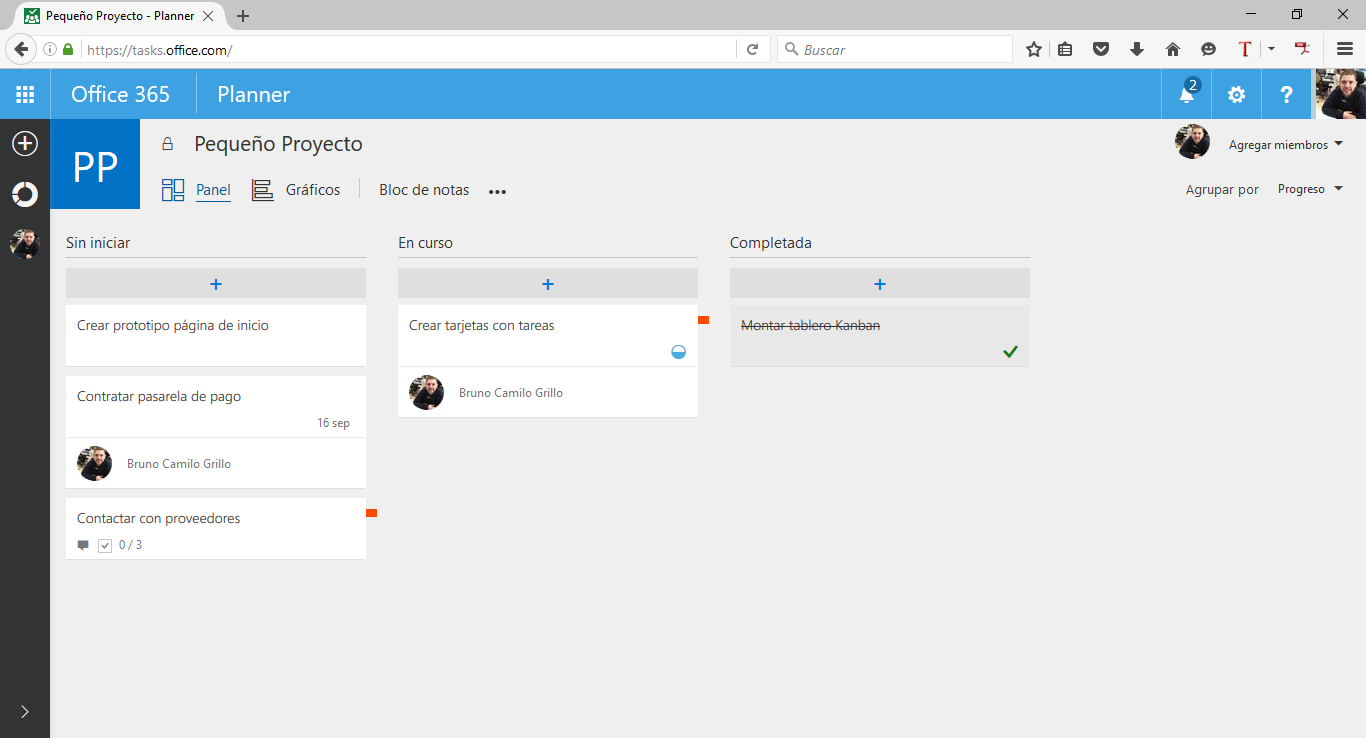 Pequeño Proyecto - Planner
https://tasks.office.com/
Buscar
Office 365
Planner
2
?
PP
Pequeño Proyecto
Agregar miembros
Panel
Gráficos
Bloc de notas
Agrupar por
Progreso
Sin iniciar
Crear prototipo página de inicio
Contratar pasarela de pago
16 sep
Bruno Camilo Grillo
Contactar con proveedores
0 / 3
En curso
Crear tarjetas con tareas
Bruno Camilo Grillo
Completada
Montar tablero Kanban